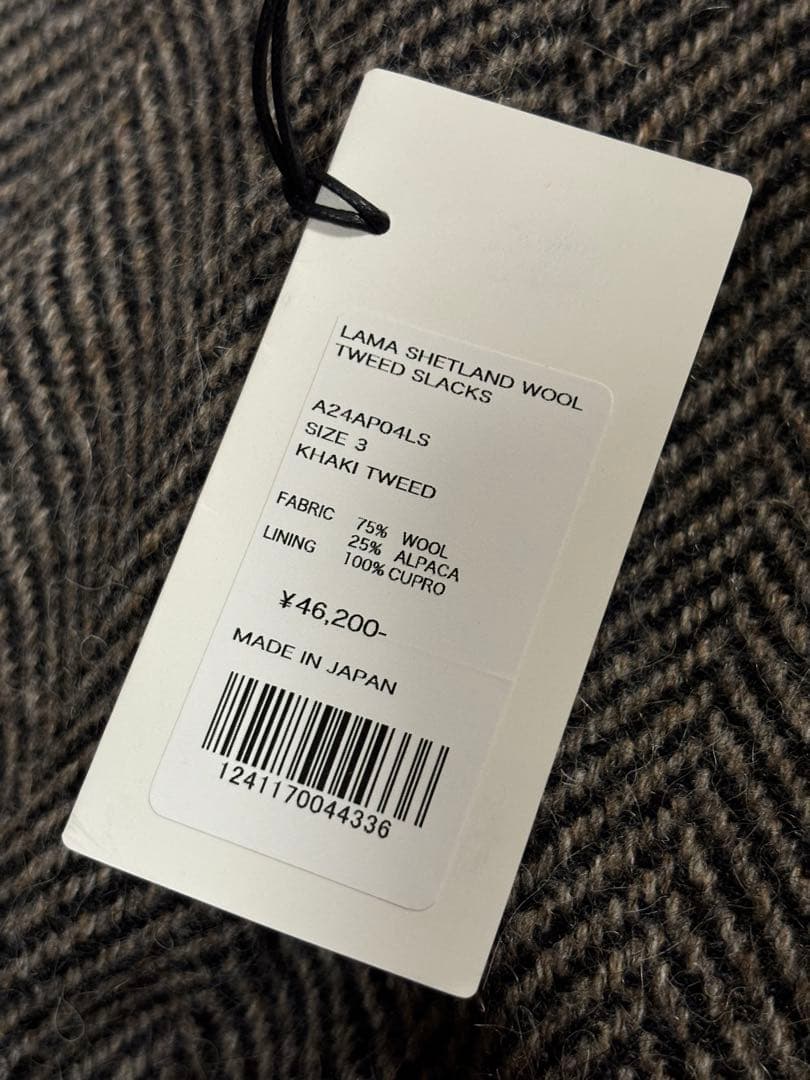 LAMA SHETLAND WOOL
TWEED SLACKS
A24AP04LS
SIZE 3
KHAKI TWEED
FABRIC 75% WOOL
25% ALPACA
LINING 100% CUPRO
¥46,200-
MADE IN JAPAN
1241170044336